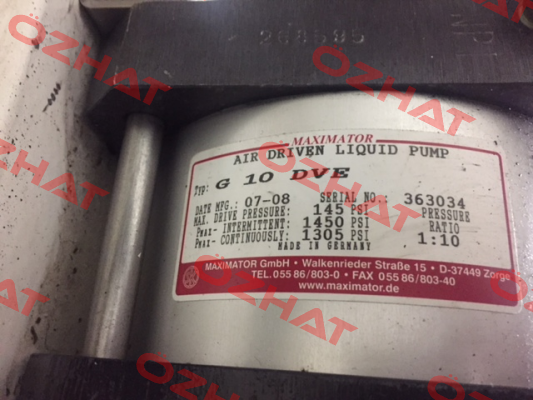 264595
MAXIMATOR
AIR DRIVEN LIQUID PUMP
TYP: G 10 DVE
DATE MFG.: 07-08 SERIAL NO.: 363034
MAX. DRIVE PRESSURE: 145 PSI PRESSURE
Pmax- INTERMITTENT: 1450 PSI RATIO
Pmax- CONTINUOUSLY: 1305 PSI 1:10
MADE IN GERMANY
MAXIMATOR GmbH • Walkenrieder Straße 15 • D-37449 Zorge
TEL. 055 86/803-0 • FAX 055 86/803-40
www.maximator.de
OZHAT
OZHAT
OZHAT
OZHAT
OZHAT
OZHAT
OZHAT